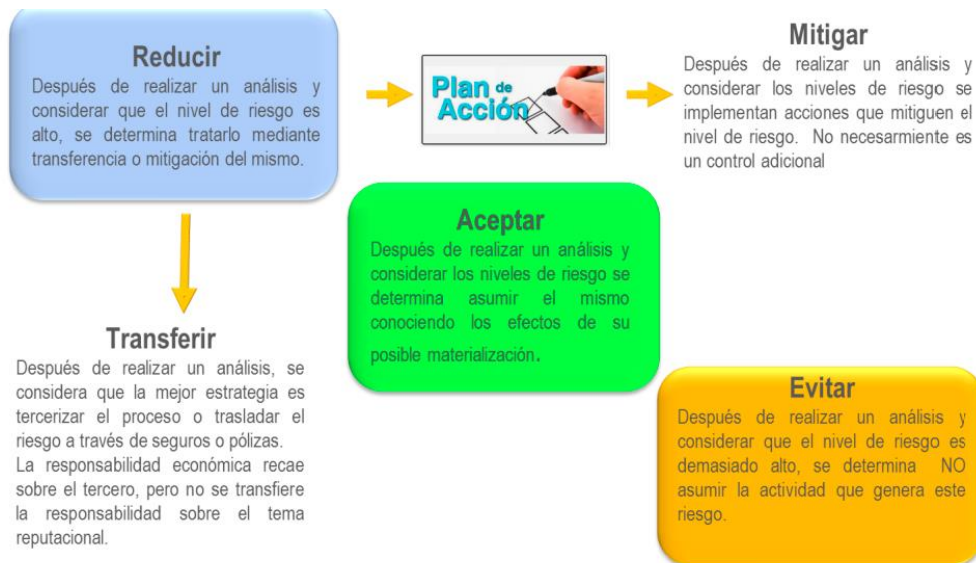 Reducir
Después de realizar un análisis y
considerar que el nivel de riesgo es
alto, se determina tratarlo mediante
transferencia o mitigación del mismo.
Plan de
Acción
Mitigar
Después de realizar un análisis y
considerar los niveles de riesgo se
implementan acciones que mitiguen el
nivel de riesgo. No necesarmiente es
un control adicional
Aceptar
Después de realizar un análisis y
considerar los niveles de riesgo se
determina asumir el mismo
conociendo los efectos de su
posible materialización.
Transferir
Después de realizar un análisis, se
considera que la mejor estrategia es
tercerizar el proceso o trasladar el
riesgo a través de seguros o pólizas.
La responsabilidad económica recae
sobre el tercero, pero no se transfiere
la responsabilidad sobre el tema
reputacional.
Evitar
Después de realizar un análisis y
considerar que el nivel de riesgo es
demasiado alto, se determina NO
asumir la actividad que genera este
riesgo.